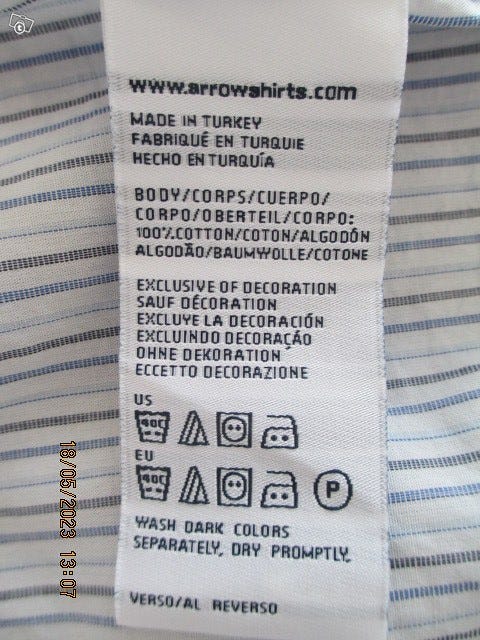 www.arrowshirts.com
MADE IN TURKEY
FABRIQUÉ EN TURQUIE
HECHO EN TURQUÍA
BODY/CORPS/CUERPO/
CORPO/OBERTEIL/CORPO:
100% COTTON/COTON/ALGODÓN
ALGODÃO/BAUMWOLLE/COTONE
EXCLUSIVE OF DECORATION
SAUF DÉCORATION
EXCLUYE LA DECORACIÓN
EXCLUINDO DECORAÇÃO
OHNE DEKORATION
ECCETTO DECORAZIONE
US
40C
EU
40C P
WASH DARK COLORS
SEPARATELY, DRY PROMPTLY.
VERSO/AL REVERSO
18/05/2023 13:07